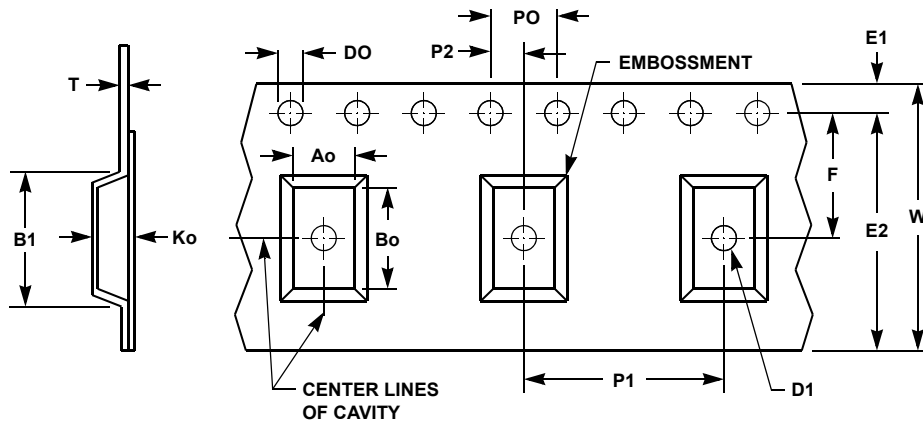 PO
DO
P2
E1
T
EMBOSSMENT
Ao
F
W
B1
Ko
Bo
E2
P1
D1
CENTER LINES
OF CAVITY